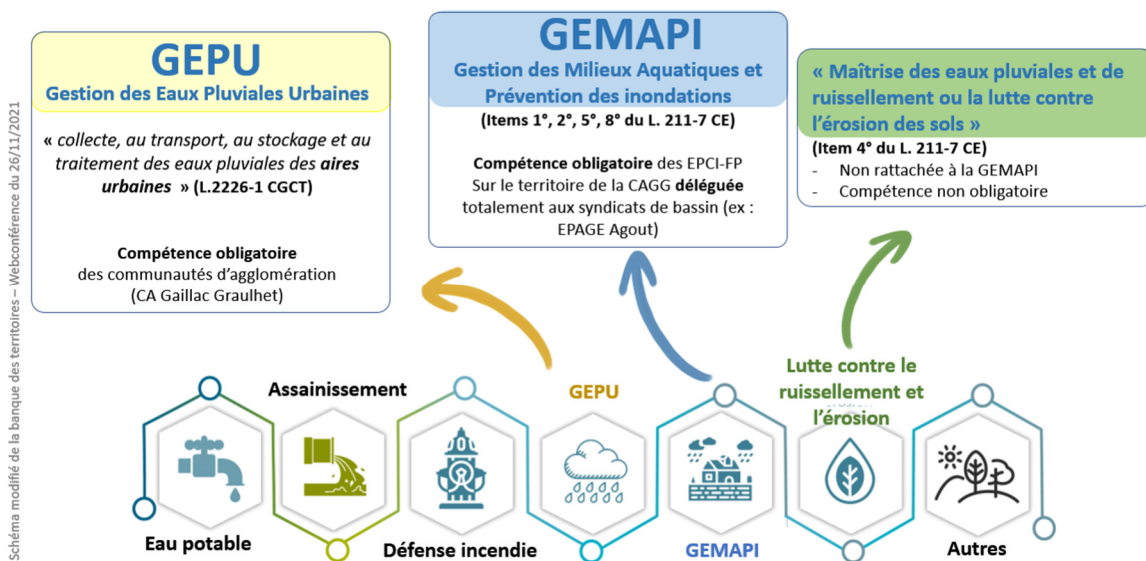 GEPU
Gestion des Eaux Pluviales Urbaines
« collecte, au transport, au stockage et au
traitement des eaux pluviales des aires
urbaines » (L.2226-1 CGCT)
Compétence obligatoire
des communautés d'agglomération
(CA Gaillac Graulhet)
GEMAPI
Gestion des Milieux Aquatiques et
Prévention des inondations
(Items 1°, 2°, 5°, 8° du L. 211-7 CE)
Compétence obligatoire des EPCI-FP
Sur le territoire de la CAGG déléguée
totalement aux syndicats de bassin (ex :
EPAGE Agout)
« Maîtrise des eaux pluviales et de
ruissellement ou la lutte contre
l'érosion des sols »
(Item 4° du L. 211-7 CE)
- Non rattachée à la GEMAPI
- Compétence non obligatoire
Schéma modifié de la banque des territoires – Webconférence du 26/11/2021
Eau potable
Assainissement
Défense incendie
GEPU
GEMAPI
Lutte contre le
ruissellement et
l'érosion
Autres